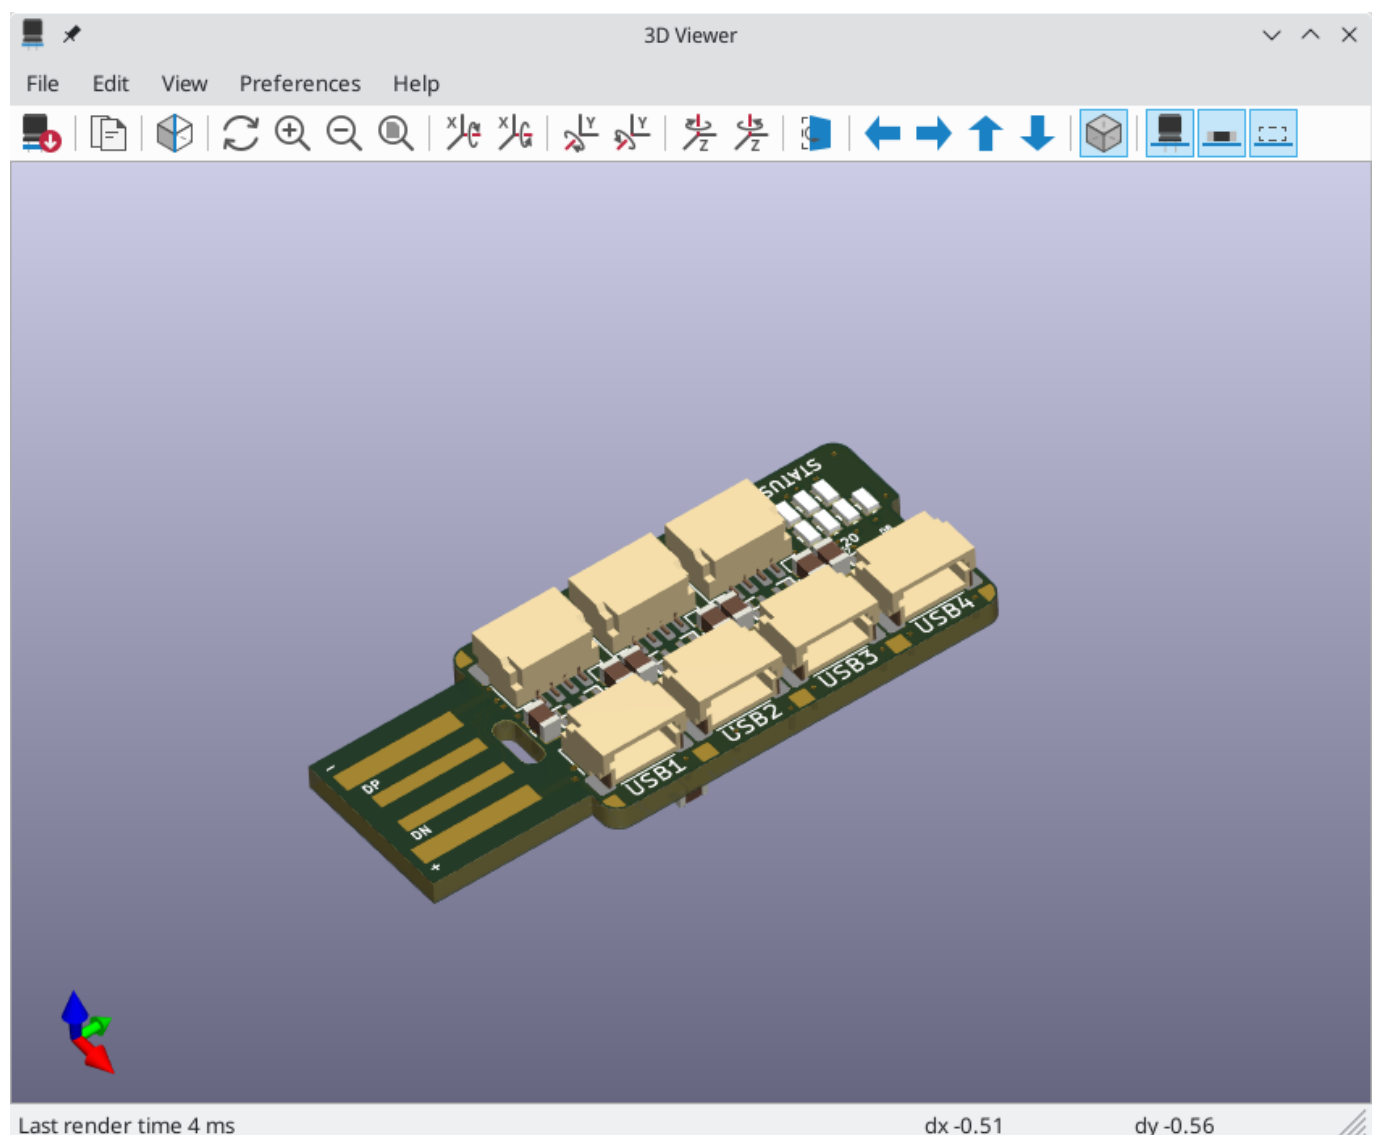 3D Viewer
File Edit View Preferences Help
STATUS
20
USB4
USB3
USB2
USB1
-
DP
DN
+
Last render time 4 ms dx -0.51 dy -0.56